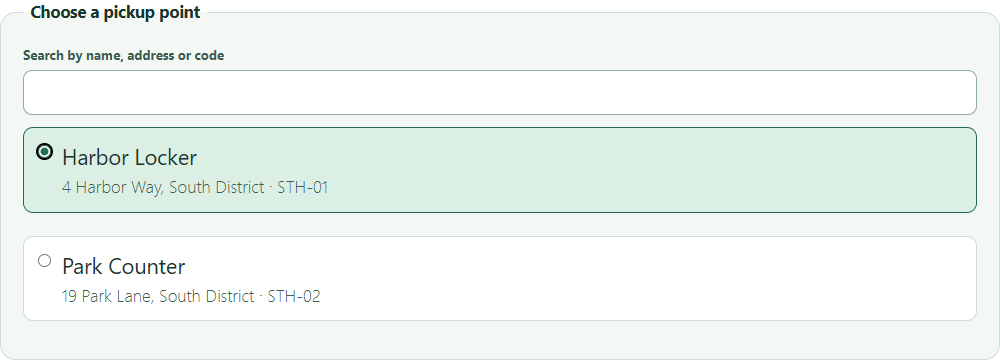 Choose a pickup point
Search by name, address or code
Harbor Locker
4 Harbor Way, South District · STH-01
Park Counter
19 Park Lane, South District · STH-02